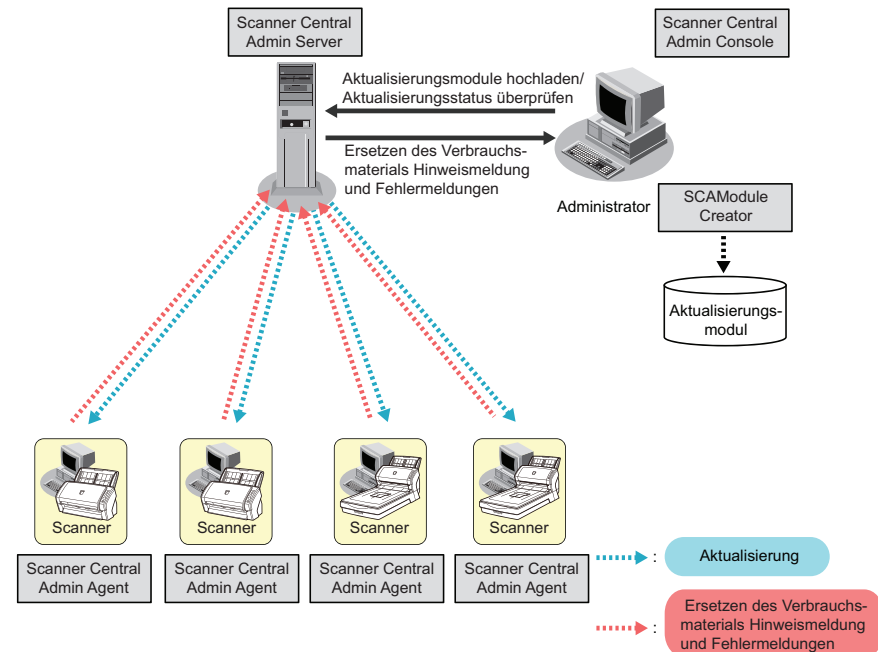 Scanner Central
Admin Server
Scanner Central
Admin Console
Aktualisierungsmodule hochladen/
Aktualisierungsstatus überprüfen
Ersetzen des Verbrauchs-
materials Hinweismeldung
und Fehlermeldungen
Administrator
SCAModule
Creator
Aktualisierungs-
modul
Scanner
Scanner
Scanner
Scanner
Scanner Central
Admin Agent
Scanner Central
Admin Agent
Scanner Central
Admin Agent
Scanner Central
Admin Agent
: Aktualisierung
: Ersetzen des Verbrauchs-
materials Hinweismeldung
und Fehlermeldungen